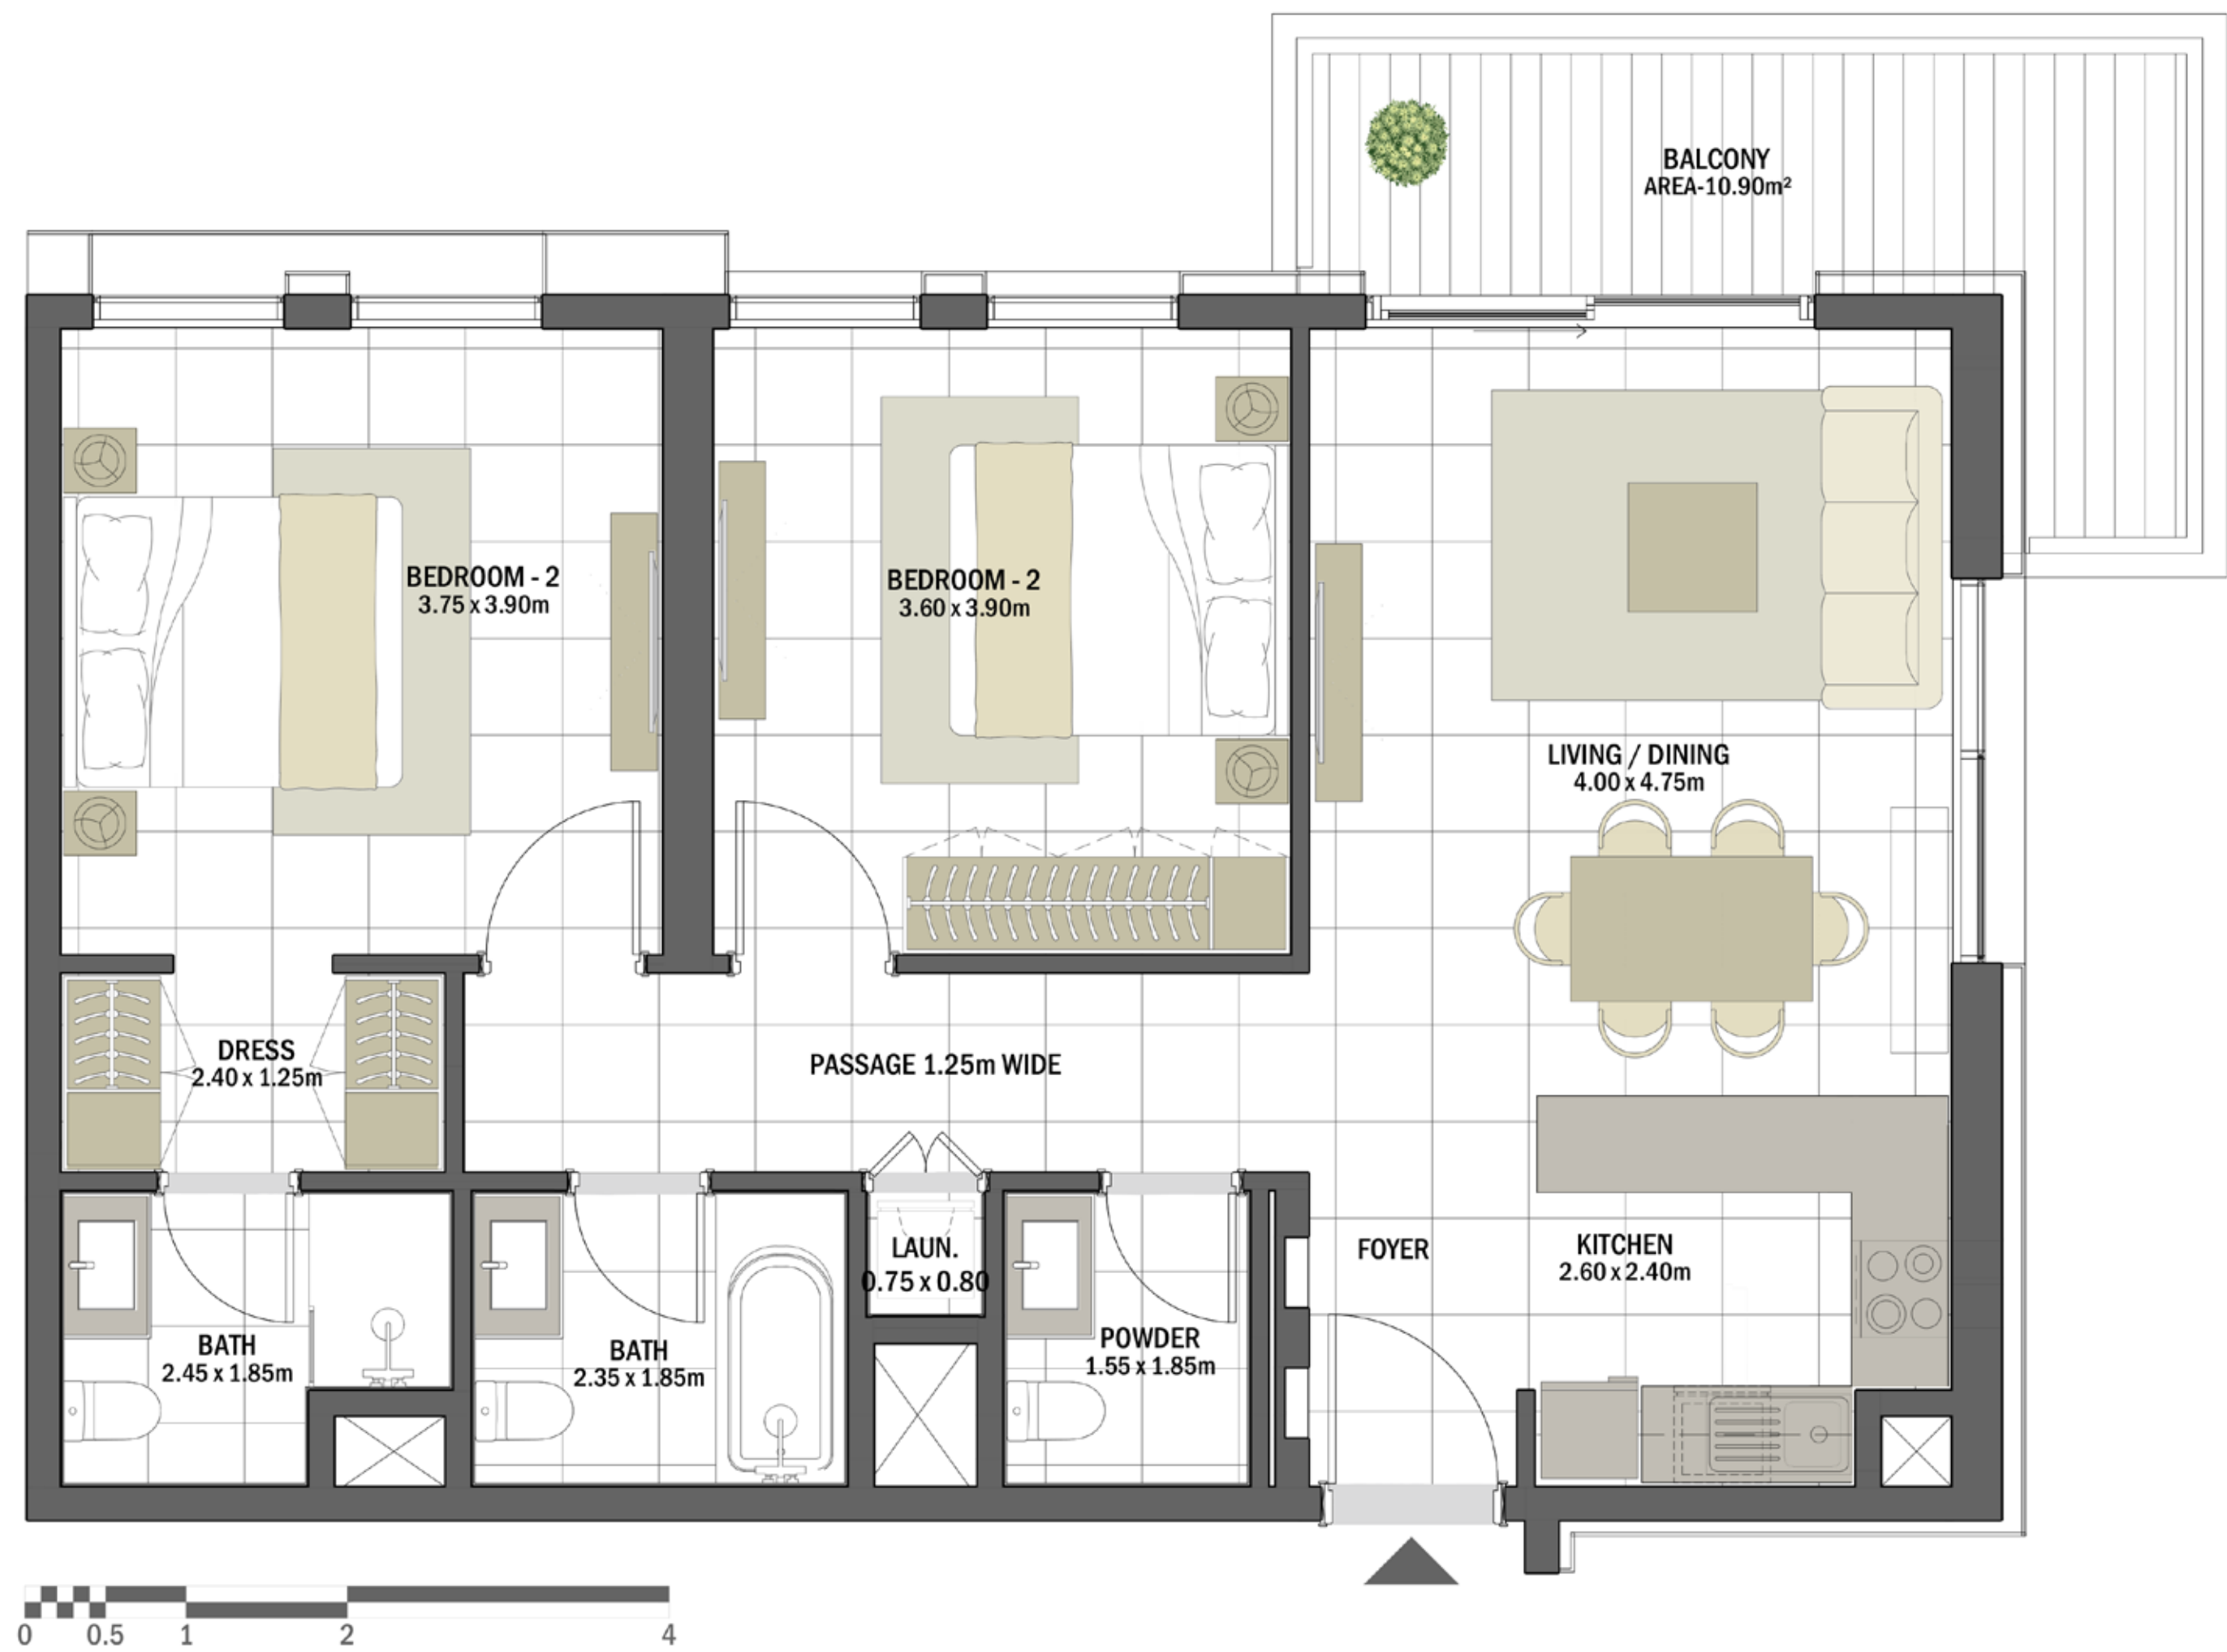 BALCONY
AREA-10.90m²
BEDROOM - 2
3.75 x 3.90m
BEDROOM - 2
3.60 x 3.90m
LIVING / DINING
4.00 x 4.75m
DRESS
2.40 x 1.25m
PASSAGE 1.25m WIDE
BATH
2.45 x 1.85m
BATH
2.35 x 1.85m
LAUN.
0.75 x 0.80
POWDER
1.55 x 1.85m
FOYER
KITCHEN
2.60 x 2.40m
0 0.5 1 2 4